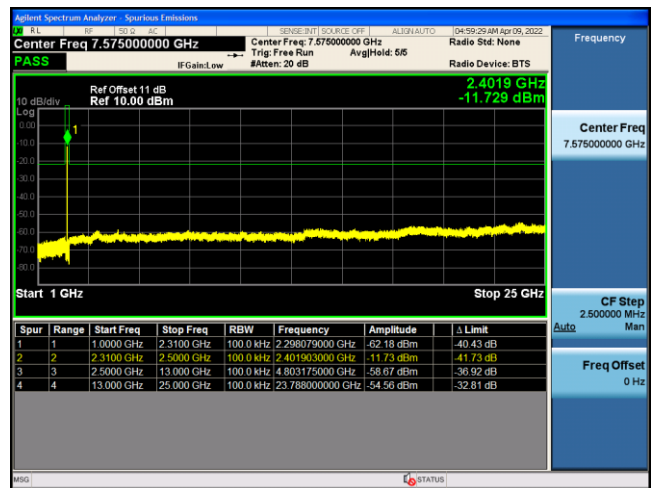 Agilent Spectrum Analyzer - Spurious Emissions
RL RF 50 Ω AC SENSE:INT SOURCE OFF ALIGN AUTO 04:59:29 AM Apr 09, 2022
Center Freq 7.575000000 GHz Center Freq: 7.575000000 GHz Radio Std: None
Trig: Free Run Avg|Hold: 5/5
PASS IFGain:Low #Atten: 20 dB Radio Device: BTS
Ref Offset 11 dB 2.4019 GHz
10 dB/div Ref 10.00 dBm -11.729 dBm
Log
0.00
1
-10.0
-20.0
-30.0
-40.0
-50.0
-60.0
-70.0
-80.0
Start 1 GHz Stop 25 GHz
Spur Range Start Freq Stop Freq RBW Frequency Amplitude Δ Limit
1 1 1.0000 GHz 2.3100 GHz 100.0 kHz 2.298079000 GHz -62.18 dBm -40.43 dB
2 2 2.3100 GHz 2.5000 GHz 100.0 kHz 2.401903000 GHz -11.73 dBm -41.73 dB
3 3 2.5000 GHz 13.000 GHz 100.0 kHz 4.803175000 GHz -58.67 dBm -36.92 dB
4 4 13.000 GHz 25.000 GHz 100.0 kHz 23.788000000 GHz -54.56 dBm -32.81 dB
MSG STATUS
Frequency
Center Freq
7.575000000 GHz
CF Step
2.500000 MHz
Auto Man
Freq Offset
0 Hz